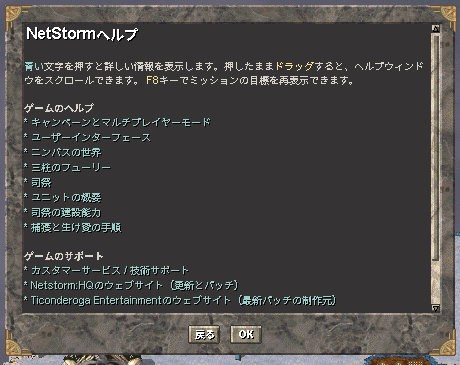 NetStormヘルプ
青い文字を押すと詳しい情報を表示します。押したままドラッグすると、ヘルプウィンド
ウをスクロールできます。 F8キーでミッションの目標を再表示できます。
ゲームのヘルプ
* キャンペーンとマルチプレイヤーモード
* ユーザーインターフェース
* ニンバスの世界
* 三柱のフューリー
* 司祭
* ユニットの概要
* 司祭の建設能力
* 捕獲と生け贄の手順
ゲームのサポート
* カスタマーサービス / 技術サポート
* Netstorm:HQのウェブサイト（更新とパッチ）
* Ticonderoga Entertainmentのウェブサイト（最新パッチの制作元）
戻る OK